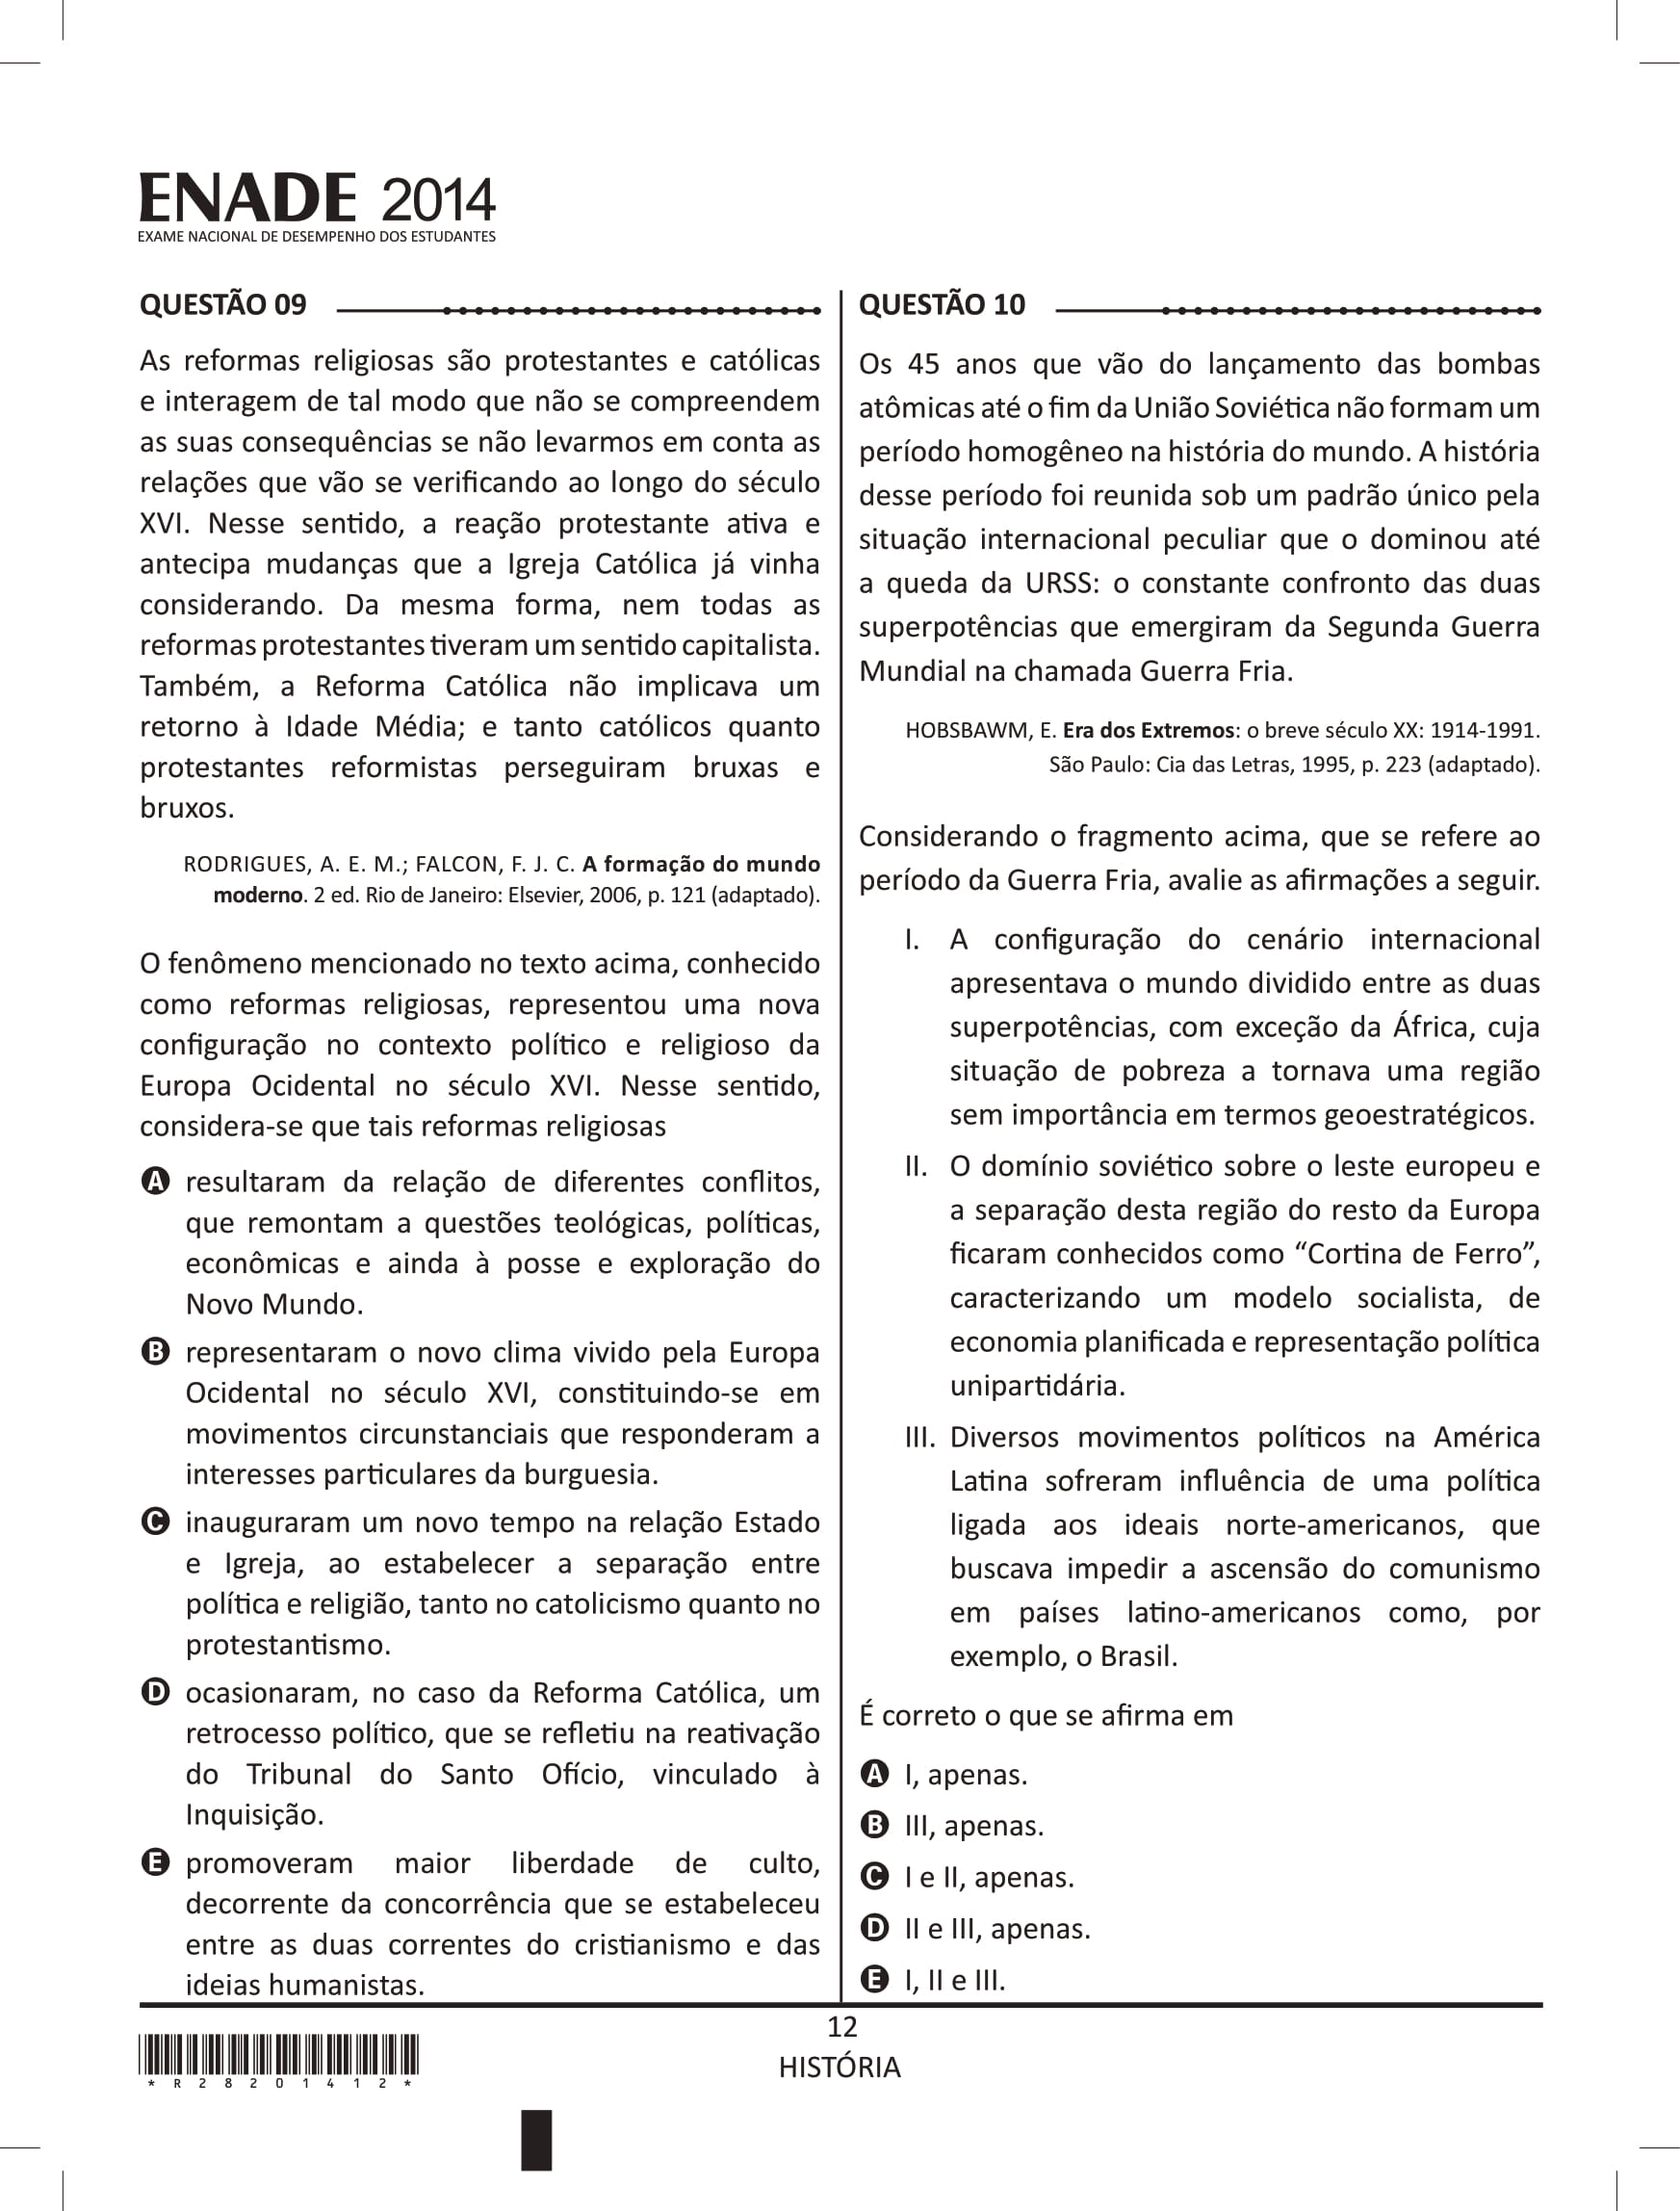 ENADE 2014
EXAME NACIONAL DE DESEMPENHO DOS ESTUDANTES
QUESTÃO 09
As reformas religiosas são protestantes e católicas
e interagem de tal modo que não se compreendem
as suas consequências se não levarmos em conta as
relações que vão se verificando ao longo do século
XVI. Nesse sentido, a reação protestante ativa e
antecipa mudanças que a Igreja Católica já vinha
considerando. Da mesma forma, nem todas as
reformas protestantes tiveram um sentido capitalista.
Também, a Reforma Católica não implicava um
retorno à Idade Média; e tanto católicos quanto
protestantes reformistas perseguiram bruxas e
bruxos.
RODRIGUES, A. E. M.; FALCON, F. J. C. A formação do mundo
moderno. 2 ed. Rio de Janeiro: Elsevier, 2006, p. 121 (adaptado).
O fenômeno mencionado no texto acima, conhecido
como reformas religiosas, representou uma nova
configuração no contexto político e religioso da
Europa Ocidental no século XVI. Nesse sentido,
considera-se que tais reformas religiosas
A resultaram da relação de diferentes conflitos,
que remontam a questões teológicas, políticas,
econômicas e ainda à posse e exploração do
Novo Mundo.
B representaram o novo clima vivido pela Europa
Ocidental no século XVI, constituindo-se em
movimentos circunstanciais que responderam a
interesses particulares da burguesia.
C inauguraram um novo tempo na relação Estado
e Igreja, ao estabelecer a separação entre
política e religião, tanto no catolicismo quanto no
protestantismo.
D ocasionaram, no caso da Reforma Católica, um
retrocesso político, que se refletiu na reativação
do Tribunal do Santo Ofício, vinculado à
Inquisição.
E promoveram maior liberdade de culto,
decorrente da concorrência que se estabeleceu
entre as duas correntes do cristianismo e das
ideias humanistas.
QUESTÃO 10
Os 45 anos que vão do lançamento das bombas
atômicas até o fim da União Soviética não formam um
período homogêneo na história do mundo. A história
desse período foi reunida sob um padrão único pela
situação internacional peculiar que o dominou até
a queda da URSS: o constante confronto das duas
superpotências que emergiram da Segunda Guerra
Mundial na chamada Guerra Fria.
HOBSBAWM, E. Era dos Extremos: o breve século XX: 1914-1991.
São Paulo: Cia das Letras, 1995, p. 223 (adaptado).
Considerando o fragmento acima, que se refere ao
período da Guerra Fria, avalie as afirmações a seguir.
I. A configuração do cenário internacional
apresentava o mundo dividido entre as duas
superpotências, com exceção da África, cuja
situação de pobreza a tornava uma região
sem importância em termos geoestratégicos.
II. O domínio soviético sobre o leste europeu e
a separação desta região do resto da Europa
ficaram conhecidos como “Cortina de Ferro”,
caracterizando um modelo socialista, de
economia planificada e representação política
unipartidária.
III. Diversos movimentos políticos na América
Latina sofreram influência de uma política
ligada aos ideais norte-americanos, que
buscava impedir a ascensão do comunismo
em países latino-americanos como, por
exemplo, o Brasil.
É correto o que se afirma em
A I, apenas.
B III, apenas.
C I e II, apenas.
D II e III, apenas.
E I, II e III.
12
HISTÓRIA
* R 2 8 2 0 1 4 1 2 *